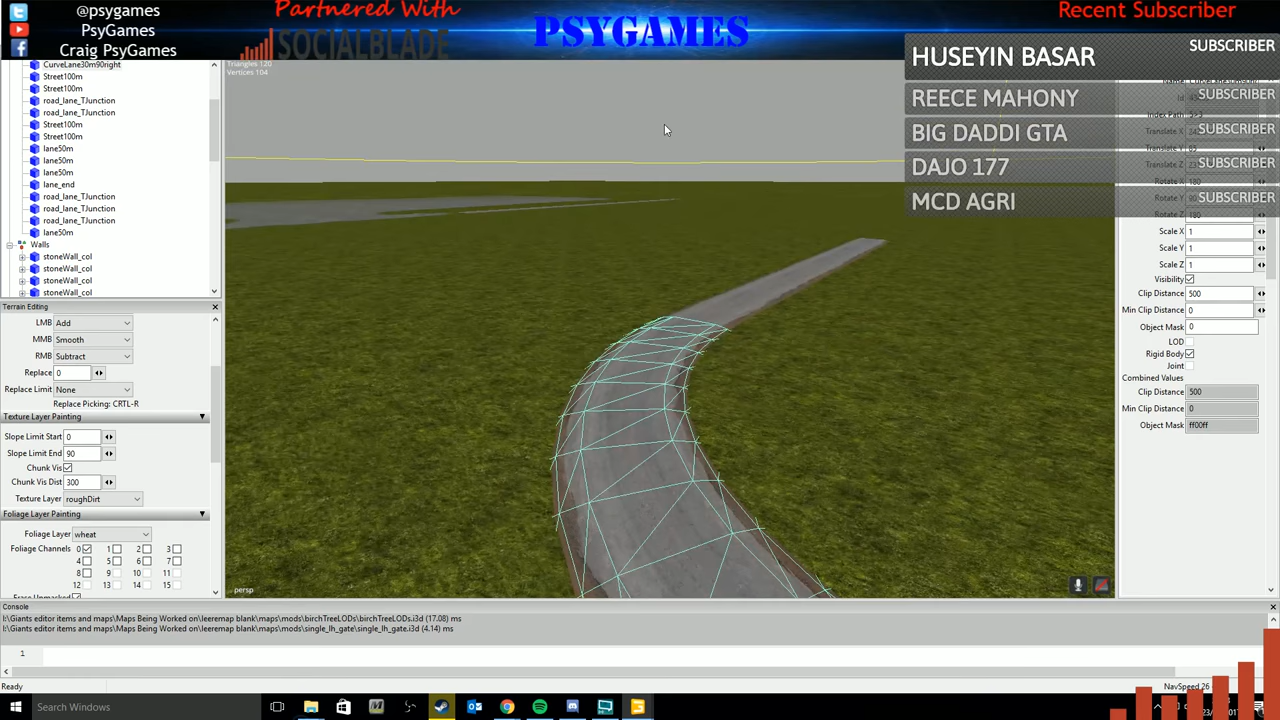 @psygames
PsyGames
Craig PsyGames
Partnered With
SOCIALBLADE
PSYGAMES
Recent Subscriber
HUSEYIN BASAR SUBSCRIBER
REECE MAHONY SUBSCRIBER
BIG DADDI GTA SUBSCRIBER
DAJO 177 SUBSCRIBER
MCD AGRI SUBSCRIBER
CurveLane30m90right
Street100m
Street100m
road_lane_TJunction
road_lane_TJunction
Street100m
Street100m
lane50m
lane50m
lane50m
lane_end
road_lane_TJunction
road_lane_TJunction
road_lane_TJunction
lane50m
Walls
stoneWall_col
stoneWall_col
stoneWall_col
stoneWall_col
Triangles 120
Vertices 104
persp
Terrain Editing
LMB Add
MMB Smooth
RMB Subtract
Replace 0
Replace Limit None
Replace Picking: CRTL-R
Texture Layer Painting
Slope Limit Start 0
Slope Limit End 90
Chunk Vis
Chunk Vis Dist 300
Texture Layer roughDirt
Foliage Layer Painting
Foliage Layer wheat
Foliage Channels 0 1 2 3
4 5 6 7
8 9 10 11
12 13 14 15
Erase Unmasked
Scale X 1
Scale Y 1
Scale Z 1
Visibility
Clip Distance 500
Min Clip Distance 0
Object Mask 0
LOD
Rigid Body
Joint
Combined Values
Clip Distance 500
Min Clip Distance 0
Object Mask ff00ff
Console
I:\Giants editor items and maps\Maps Being Worked on\leeremap blank\maps\mods\birchTreeLODs\birchTreeLODs.i3d (17.08) ms
I:\Giants editor items and maps\Maps Being Worked on\leeremap blank\maps\mods\single_lh_gate\single_lh_gate.i3d (4.14) ms
1
Ready
NavSpeed 26
Search Windows